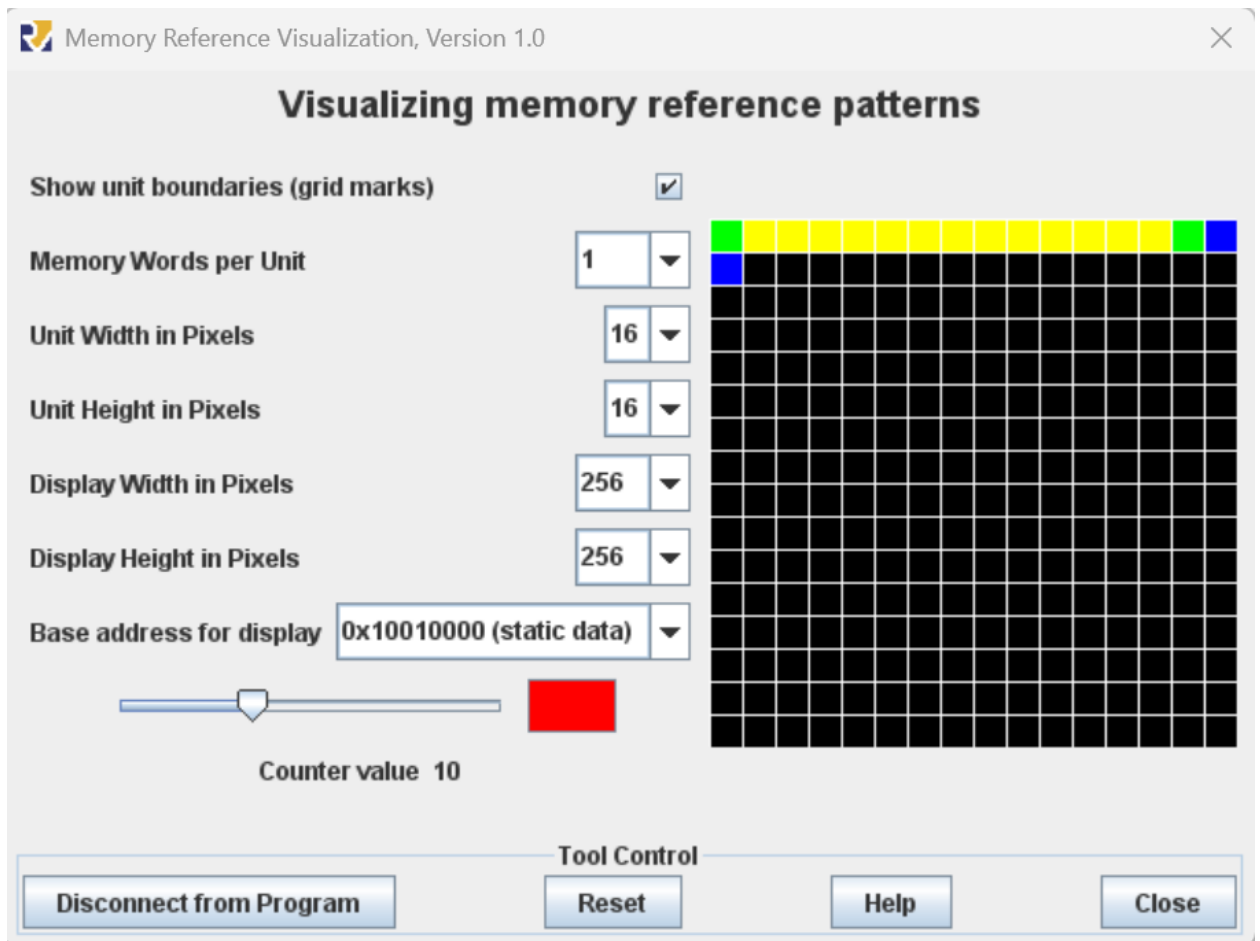 Memory Reference Visualization, Version 1.0
Visualizing memory reference patterns
Show unit boundaries (grid marks)
Memory Words per Unit 1
Unit Width in Pixels 16
Unit Height in Pixels 16
Display Width in Pixels 256
Display Height in Pixels 256
Base address for display 0x10010000 (static data)
Counter value 10
Tool Control
Disconnect from Program Reset Help Close